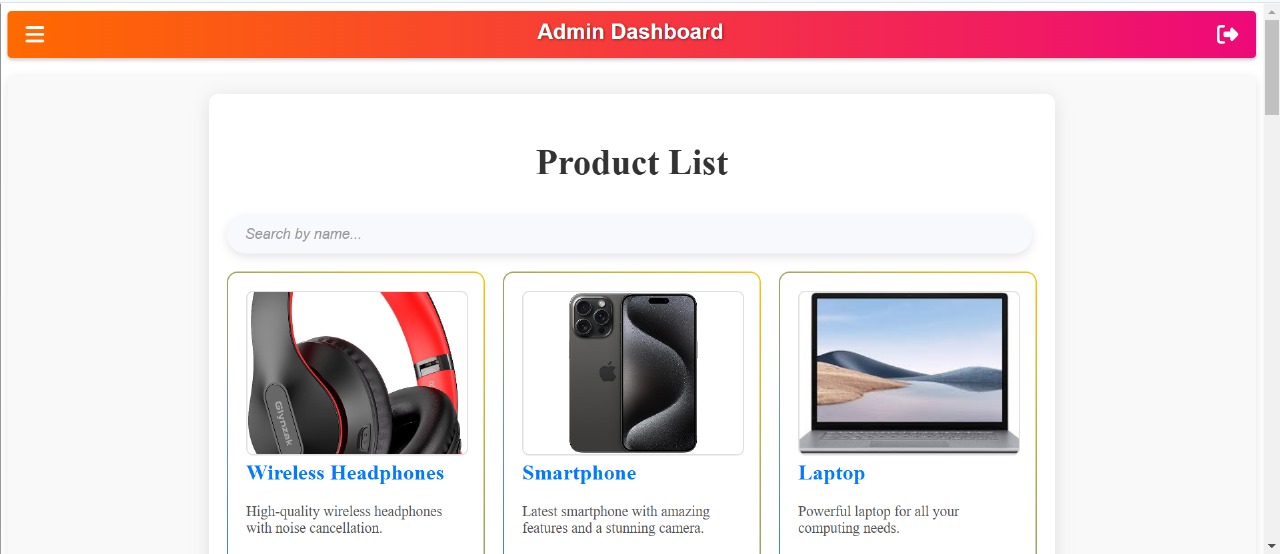 Admin Dashboard
Product List
Search by name...
Glynzak
Wireless Headphones
High-quality wireless headphones
with noise cancellation.
Smartphone
Latest smartphone with amazing
features and a stunning camera.
Laptop
Powerful laptop for all your
computing needs.